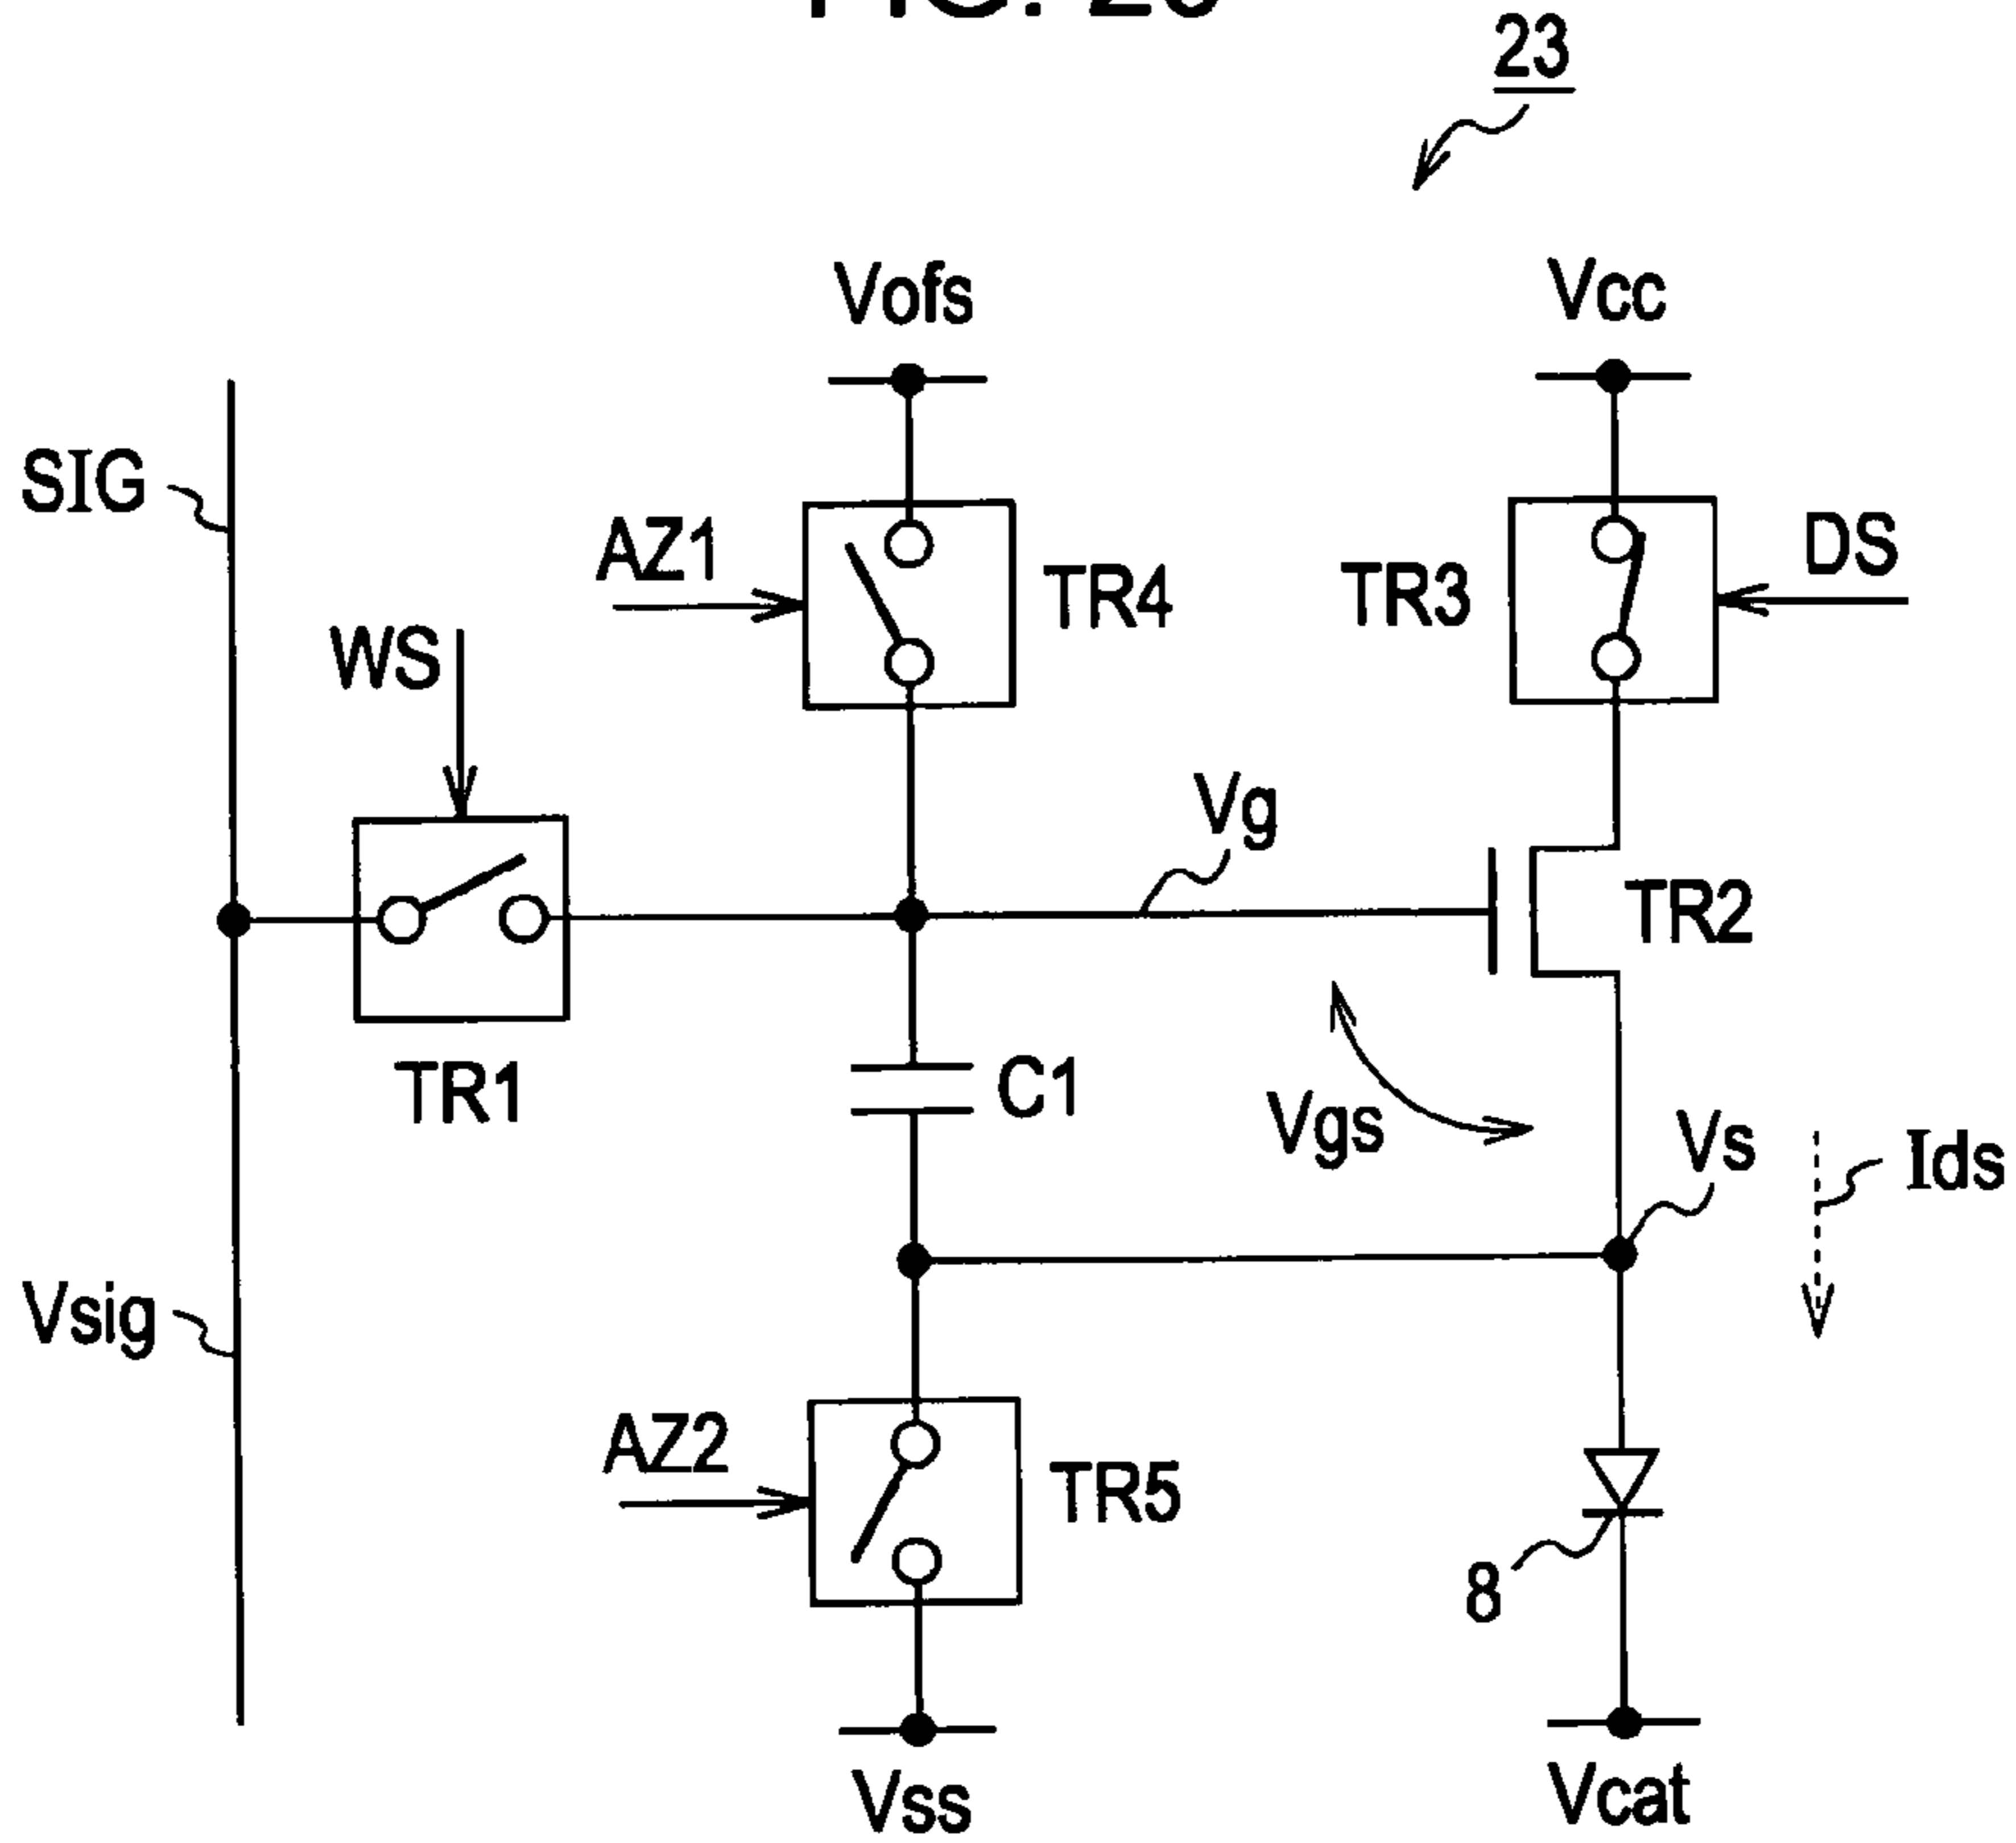 23
Vofs
Vcc
SIG
AZ1
TR4
TR3
DS
WS
Vg
TR2
TR1
C1
Vgs
Vs
Ids
Vsig
AZ2
TR5
8
Vss
Vcat